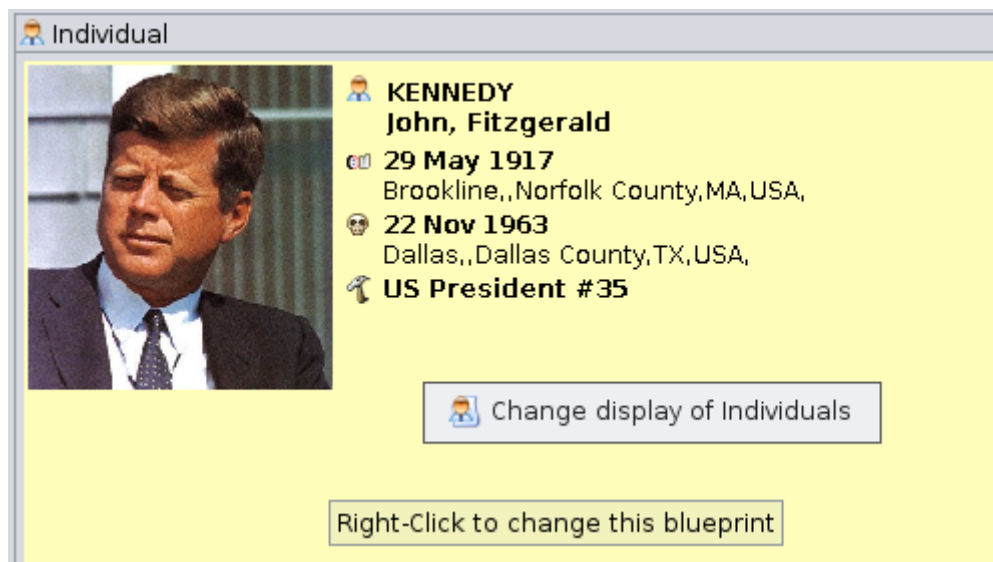 Individual
KENNEDY
John, Fitzgerald
29 May 1917
Brookline,,Norfolk County,MA,USA,
22 Nov 1963
Dallas,,Dallas County,TX,USA,
US President #35
Change display of Individuals
Right-Click to change this blueprint